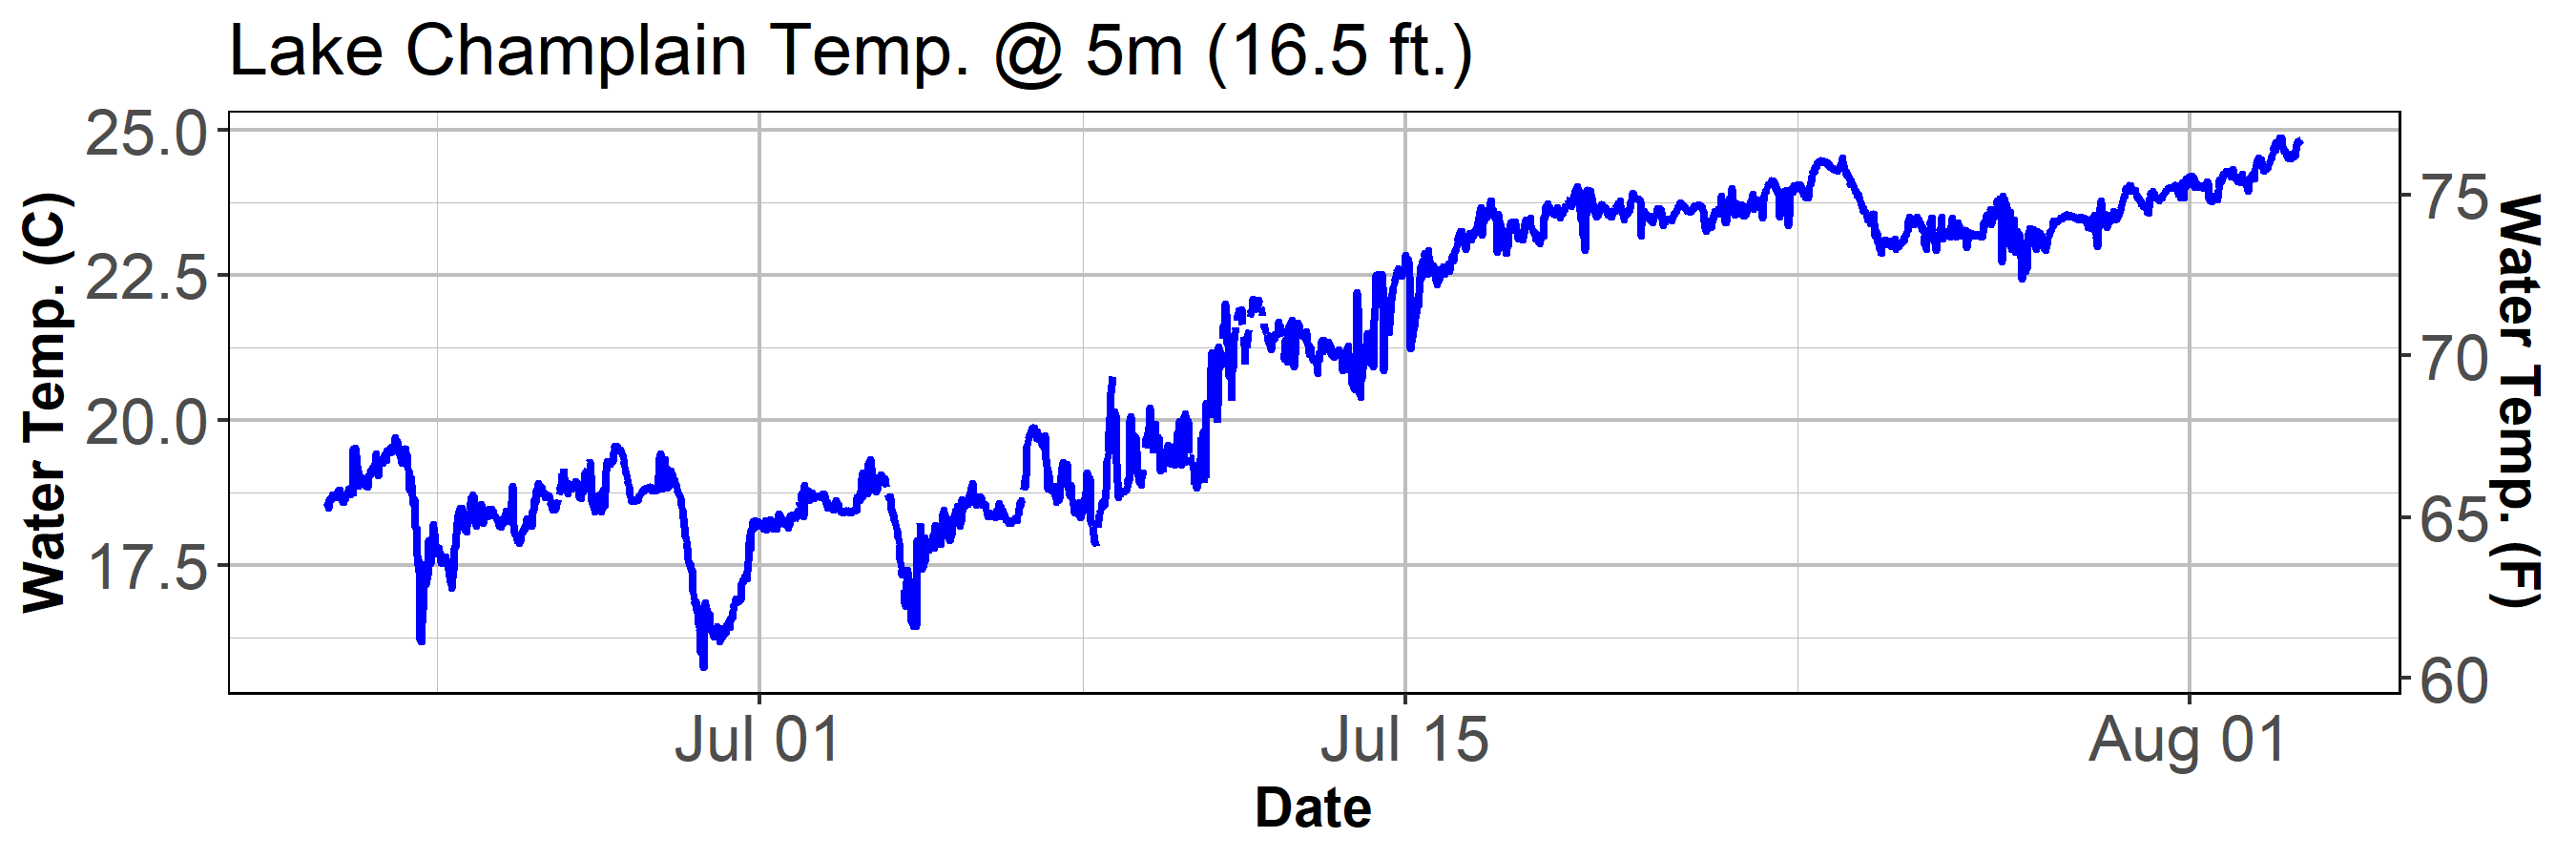 Lake Champlain Temp. @ 5m (16.5 ft.)
Water Temp. (C)
25.0
22.5
20.0
17.5
75
70
65
60
Water Temp. (F)
Jul 01
Jul 15
Aug 01
Date